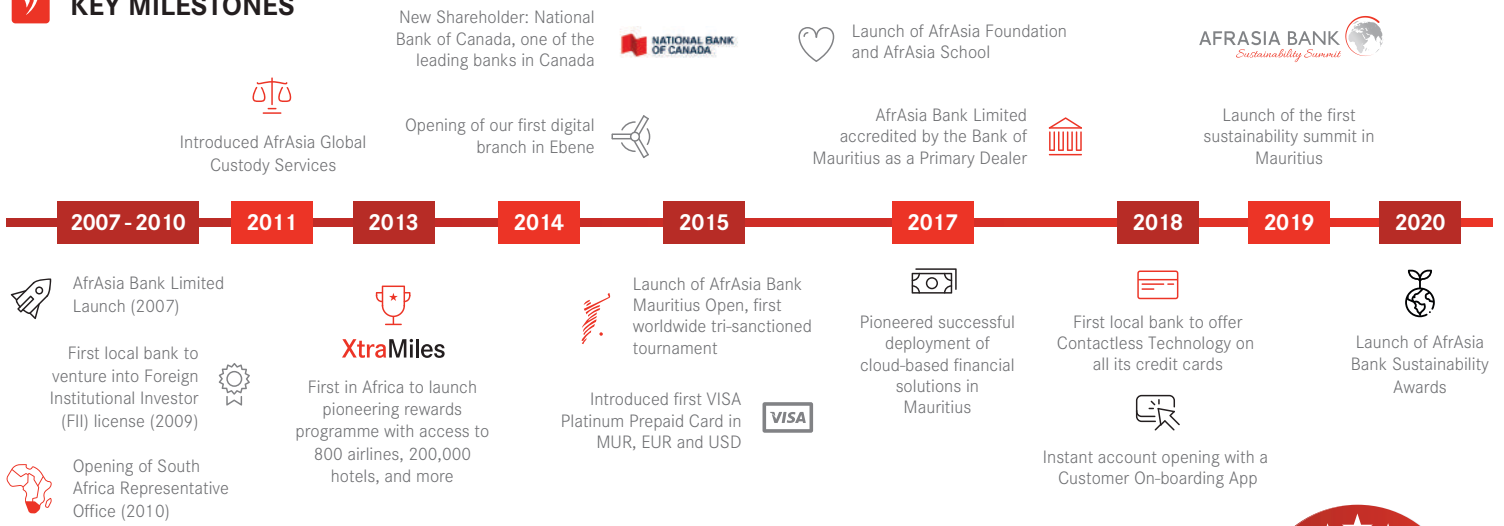 KEY MILESTONES
New Shareholder: National
Bank of Canada, one of the
leading banks in Canada
NATIONAL BANK
OF CANADA
Launch of AfrAsia Foundation
and AfrAsia School
AFRASIA BANK
Sustainability Summit
Introduced AfrAsia Global
Custody Services
Opening of our first digital
branch in Ebene
AfrAsia Bank Limited
accredited by the Bank of
Mauritius as a Primary Dealer
Launch of the first
sustainability summit in
Mauritius
2007 - 2010
2011
2013
2014
2015
2017
2018
2019
2020
AfrAsia Bank Limited
Launch (2007)
First local bank to
venture into Foreign
Institutional Investor
(FII) license (2009)
Opening of South
Africa Representative
Office (2010)
XtraMiles
First in Africa to launch
pioneering rewards
programme with access to
800 airlines, 200,000
hotels, and more
Launch of AfrAsia Bank
Mauritius Open, first
worldwide tri-sanctioned
tournament
Introduced first VISA
Platinum Prepaid Card in
MUR, EUR and USD
VISA
Pioneered successful
deployment of
cloud-based financial
solutions in
Mauritius
First local bank to offer
Contactless Technology on
all its credit cards
Instant account opening with a
Customer On-boarding App
Launch of AfrAsia
Bank Sustainability
Awards